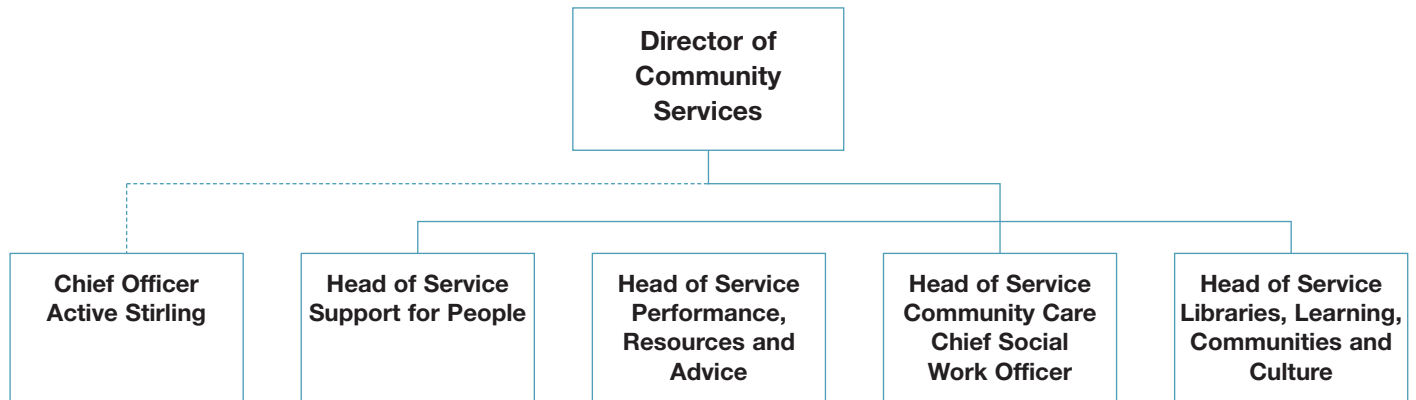 Director of
Community
Services
Chief Officer
Active Stirling
Head of Service
Support for People
Head of Service
Performance,
Resources and
Advice
Head of Service
Community Care
Chief Social
Work Officer
Head of Service
Libraries, Learning,
Communities and
Culture